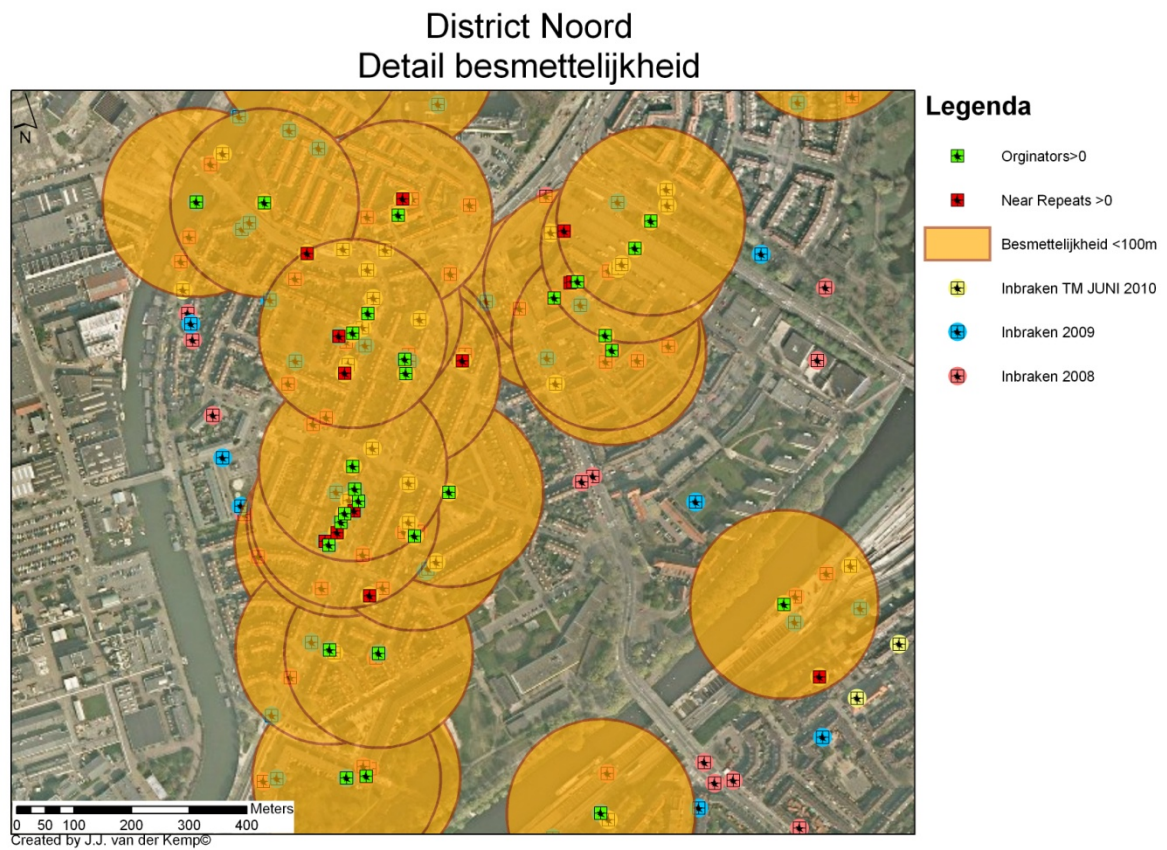 District Noord
Detail besmettelijkheid
N
Legenda
Orginators>0
Near Repeats >0
Besmettelijkheid <100m
Inbraken TM JUNI 2010
Inbraken 2009
Inbraken 2008
Meters
0 50 100 200 300 400
Created by J.J. van der Kemp©